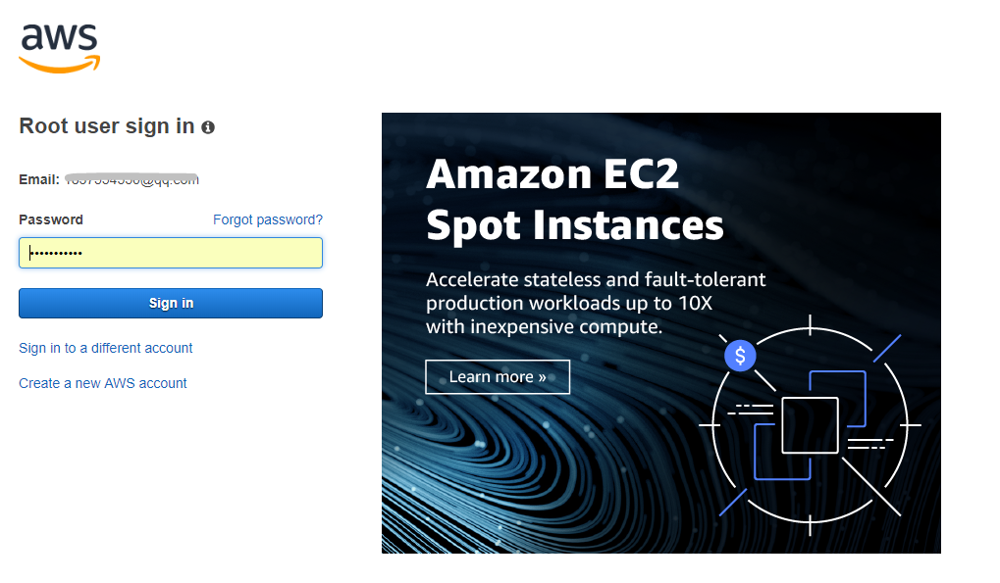 aws
Root user sign in
Email: @qq.com
Password Forgot password?
Sign in
Sign in to a different account
Create a new AWS account
Amazon EC2
Spot Instances
Accelerate stateless and fault-tolerant
production workloads up to 10X
with inexpensive compute.
Learn more »
$